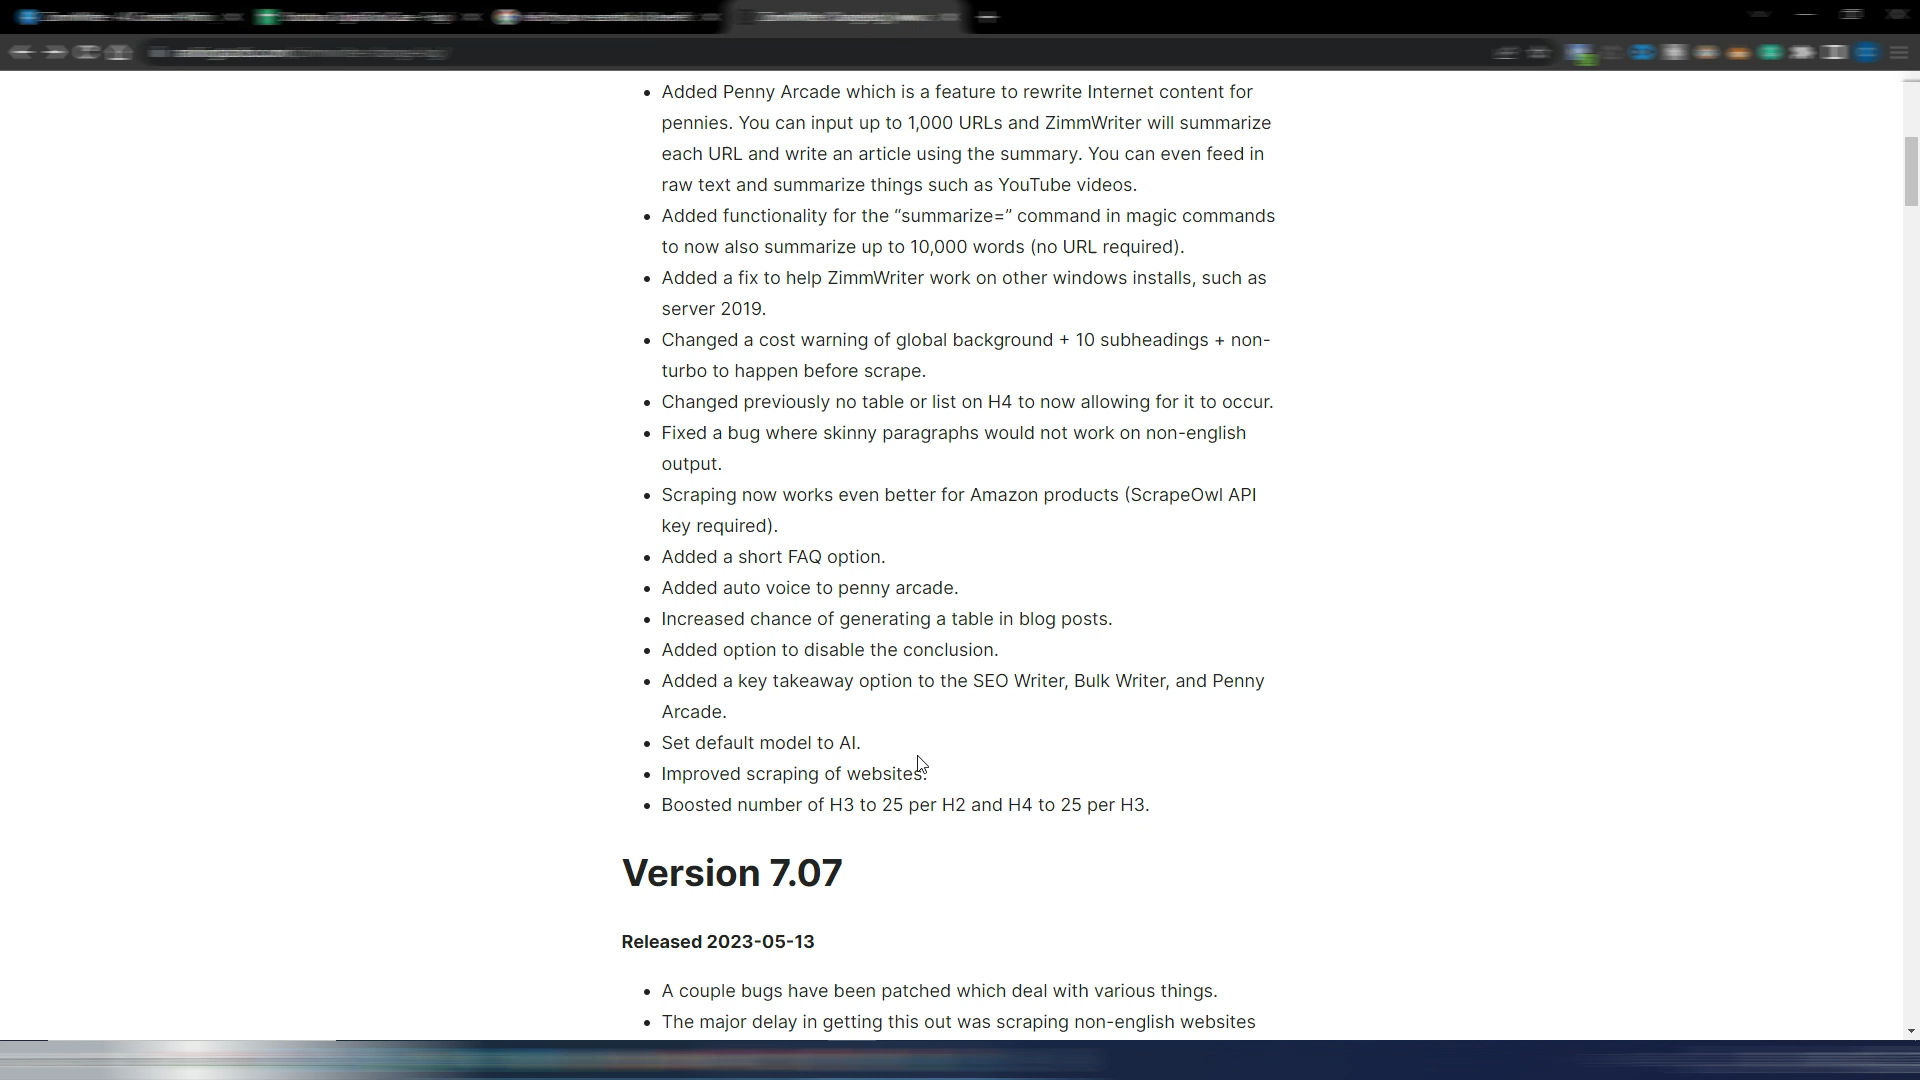 Added Penny Arcade which is a feature to rewrite Internet content for
pennies. You can input up to 1,000 URLs and ZimmWriter will summarize
each URL and write an article using the summary. You can even feed in
raw text and summarize things such as YouTube videos.
Added functionality for the “summarize=” command in magic commands
to now also summarize up to 10,000 words (no URL required).
Added a fix to help ZimmWriter work on other windows installs, such as
server 2019.
Changed a cost warning of global background + 10 subheadings + non-
turbo to happen before scrape.
Changed previously no table or list on H4 to now allowing for it to occur.
Fixed a bug where skinny paragraphs would not work on non-english
output.
Scraping now works even better for Amazon products (ScrapeOwl API
key required).
Added a short FAQ option.
Added auto voice to penny arcade.
Increased chance of generating a table in blog posts.
Added option to disable the conclusion.
Added a key takeaway option to the SEO Writer, Bulk Writer, and Penny
Arcade.
Set default model to AI.
Improved scraping of websites.
Boosted number of H3 to 25 per H2 and H4 to 25 per H3.
Version 7.07
Released 2023-05-13
A couple bugs have been patched which deal with various things.
The major delay in getting this out was scraping non-english websites